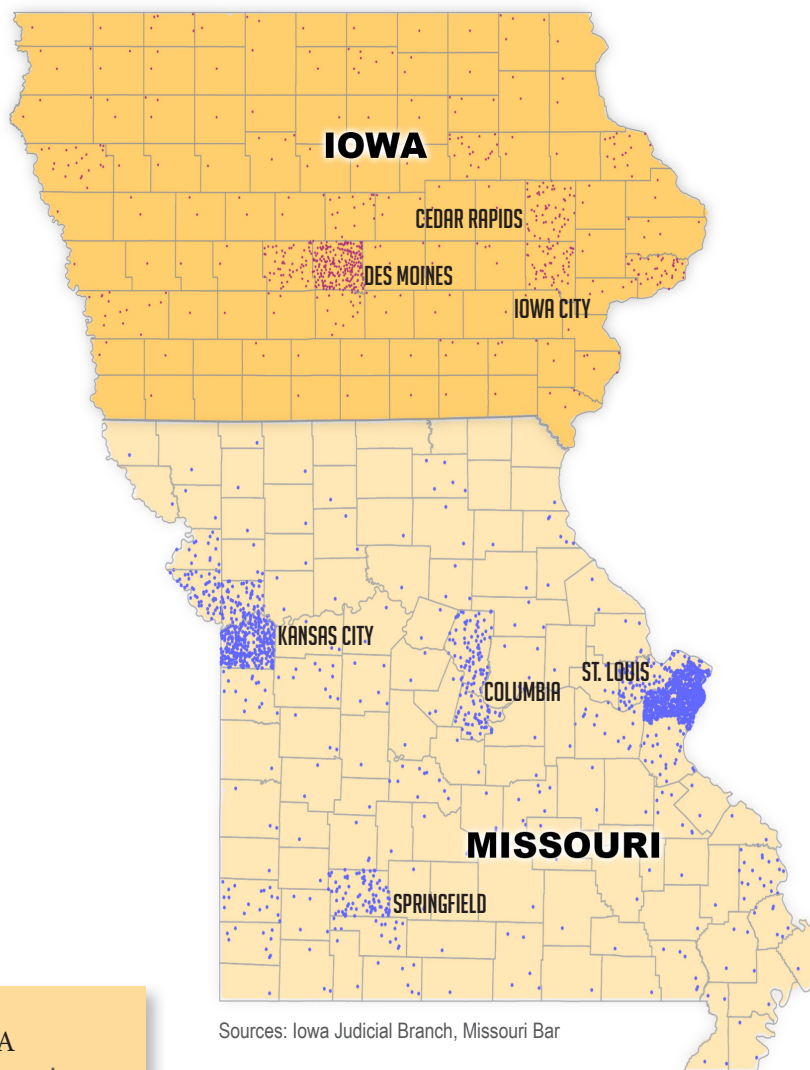 IOWA
CEDAR RAPIDS
DES MOINES
IOWA CITY
KANSAS CITY
ST. LOUIS
COLUMBIA
MISSOURI
SPRINGFIELD
Sources: Iowa Judicial Branch, Missouri Bar
A